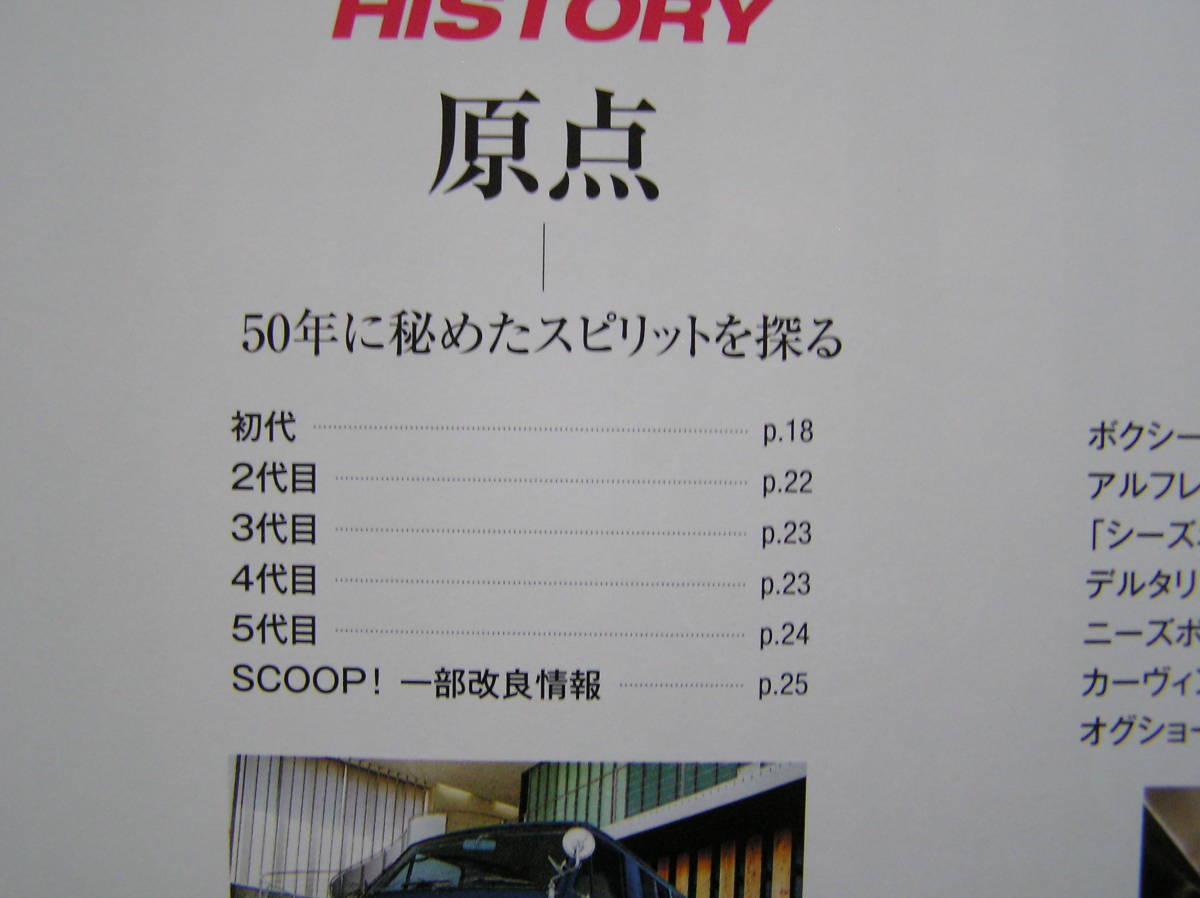 HISTORY
原点
50年に秘めたスピリットを探る
初代 p.18
2代目 p.22
3代目 p.23
4代目 p.23
5代目 p.24
SCOOP! 一部改良情報 p.25
ボクシー
アルフレ
「シーズ
デルタリ
ニーズボ
カーヴィ
オグショー